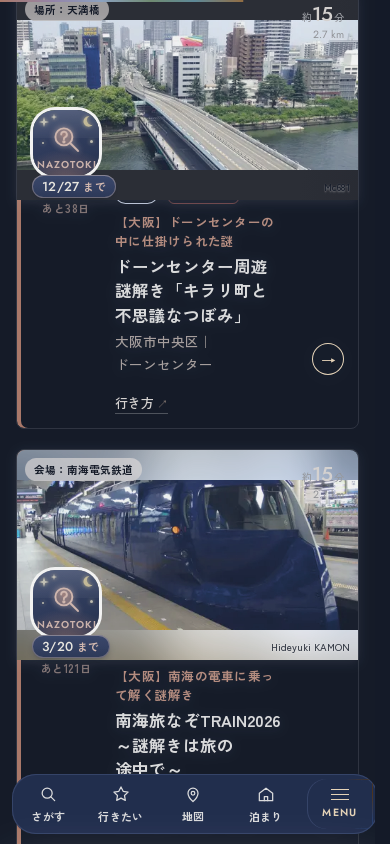 場所：天満橋
約15分
2.7 km
NAZOTOKI
12/27 まで
あと38日
【大阪】ドーンセンターの
中に仕掛けられた謎
ドーンセンター周遊
謎解き「キラリ町と
不思議なつぼみ」
大阪市中央区｜
ドーンセンター
→
行き方 ↗
会場：南海電気鉄道
約15
NAZOTOKI
3/20 まで
Hideyuki KAMON
あと121日
【大阪】南海の電車に乗っ
て解く謎解き
南海旅なぞTRAIN2026
～謎解きは旅の
途中で～
さがす
行きたい
地図
泊まり
MENU